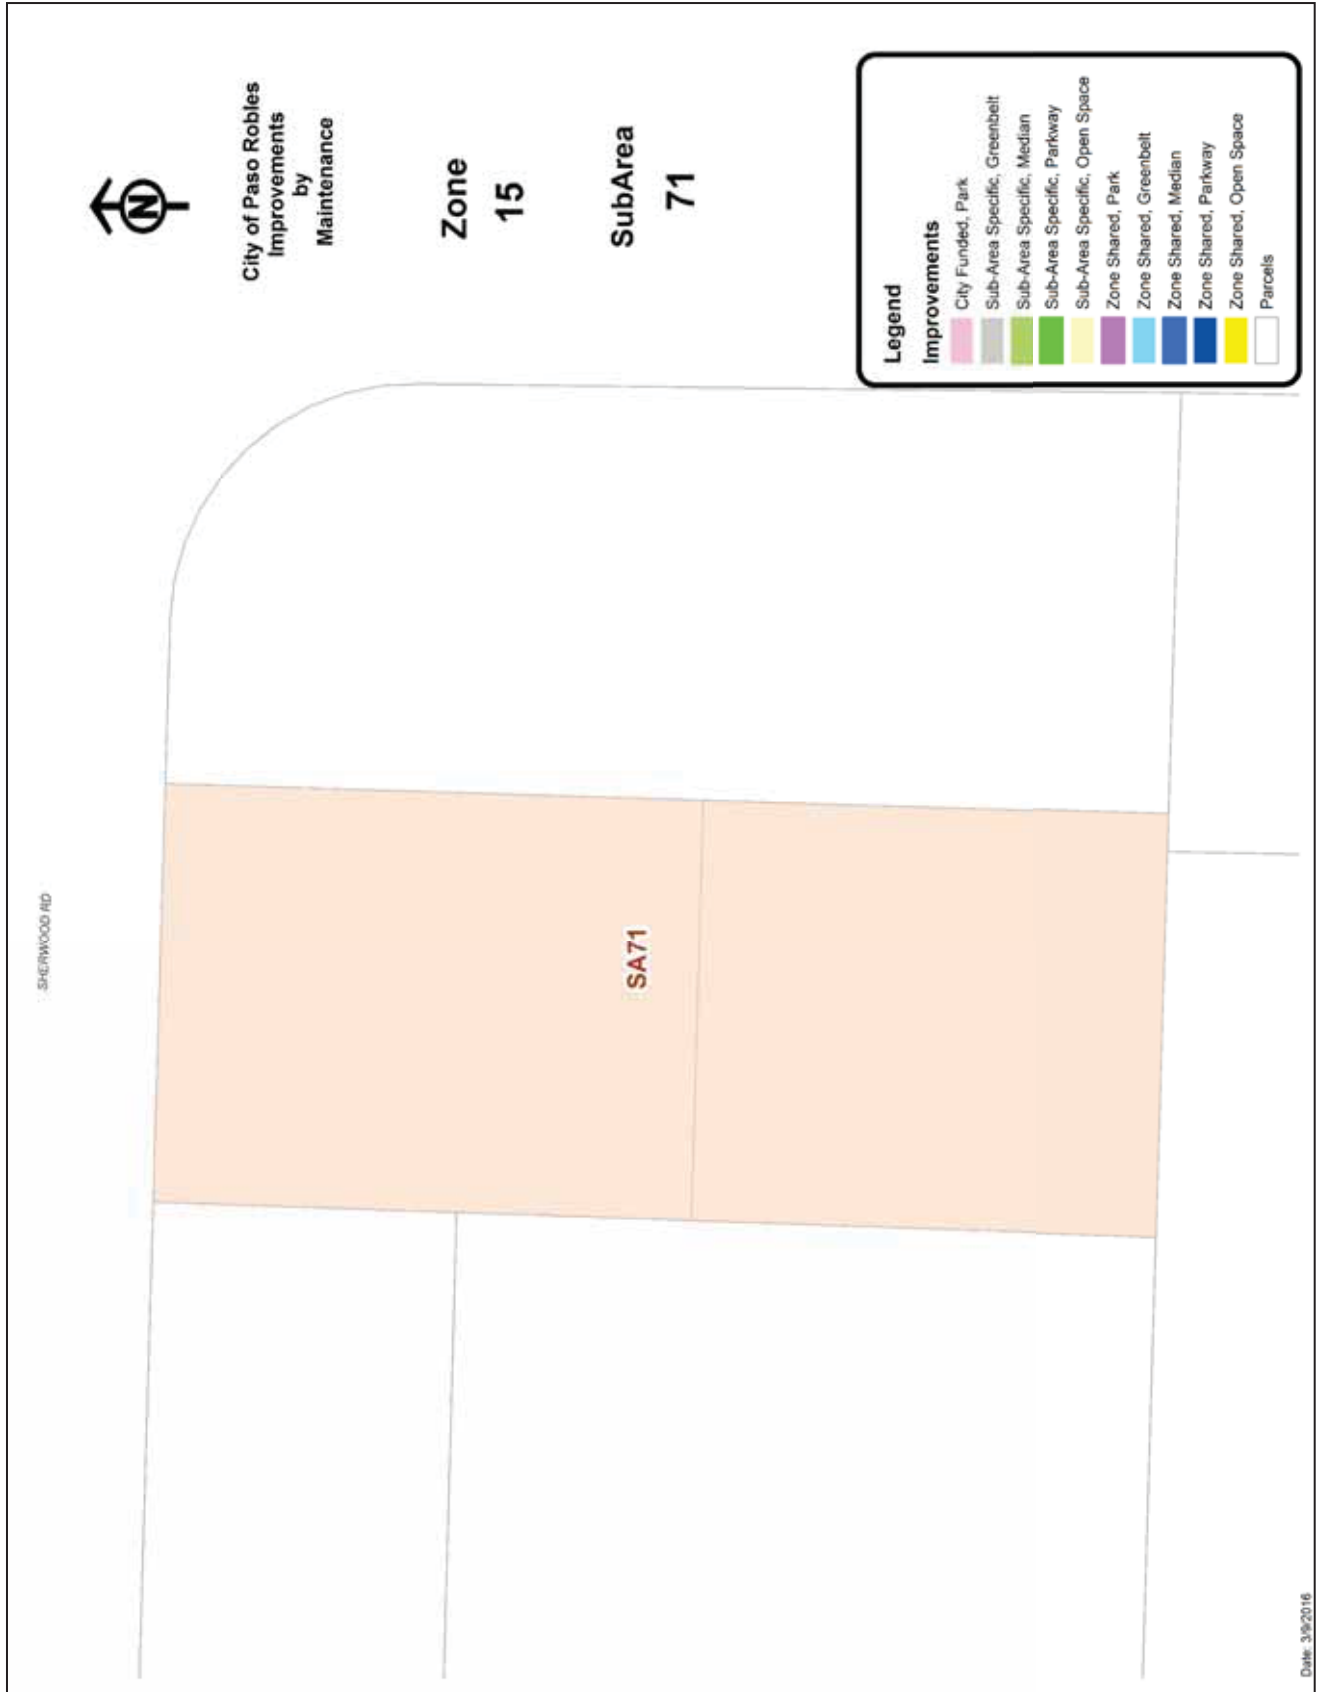 SHERWOOD RD
N
City of Paso Robles
Improvements
by
Maintenance
Zone
15
SubArea
71
SA71
Legend
Improvements
City Funded, Park
Sub-Area Specific, Greenbelt
Sub-Area Specific, Median
Sub-Area Specific, Parkway
Sub-Area Specific, Open Space
Zone Shared, Park
Zone Shared, Greenbelt
Zone Shared, Median
Zone Shared, Parkway
Zone Shared, Open Space
Parcels
Date: 3/9/2016